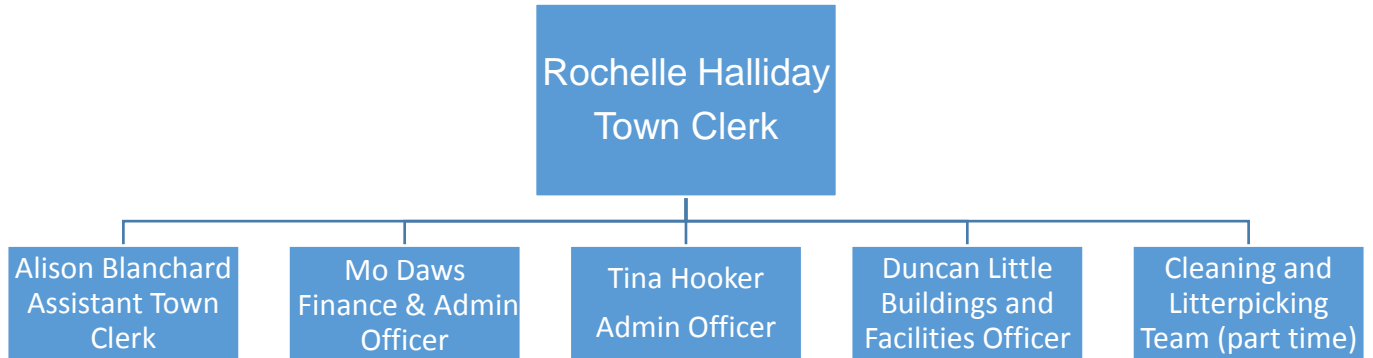 Rochelle Halliday
Town Clerk
Alison Blanchard
Assistant Town
Clerk
Mo Daws
Finance & Admin
Officer
Tina Hooker
Admin Officer
Duncan Little
Buildings and
Facilities Officer
Cleaning and
Litterpicking
Team (part time)